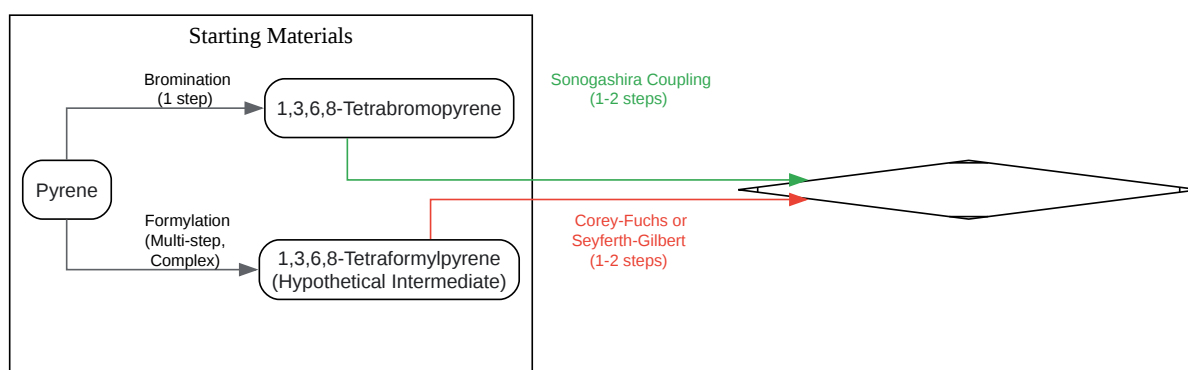 Starting Materials
Bromination
(1 step)
1,3,6,8-Tetrabromopyrene
Sonogashira Coupling
(1-2 steps)
Pyrene
Formylation
(Multi-step,
Complex)
1,3,6,8-Tetraformylpyrene
(Hypothetical Intermediate)
Corey-Fuchs or
Seyferth-Gilbert
(1-2 steps)